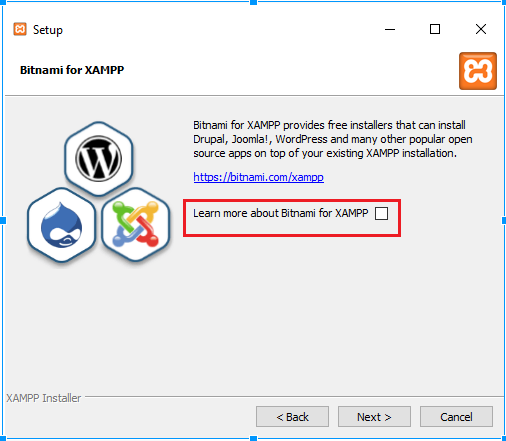 Setup
Bitnami for XAMPP
Bitnami for XAMPP provides free installers that can install
Drupal, Joomla!, WordPress and many other popular open
source apps on top of your existing XAMPP installation.
https://bitnami.com/xampp
Learn more about Bitnami for XAMPP
XAMPP Installer
< Back
Next >
Cancel